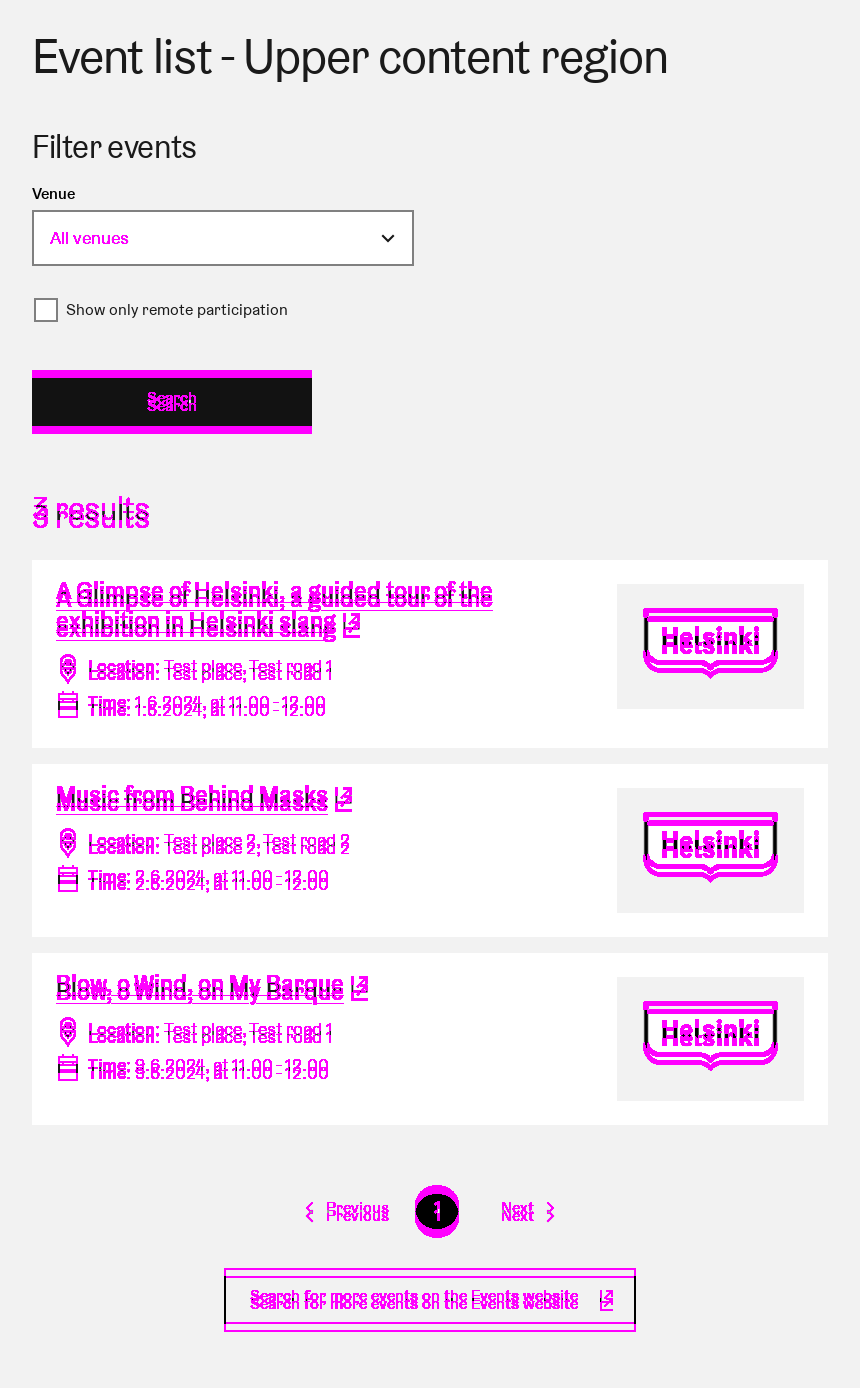 Event list - Upper content region
Filter events
Venue
All venues
Show only remote participation
Search
3 results
A Glimpse of Helsinki, a guided tour of the
exhibition in Helsinki slang
Location: Test place, Test road 1
Time: 1.6.2024, at 11.00 - 12.00
Helsinki
Music from Behind Masks
Location: Test place 2, Test road 2
Time: 2.6.2024, at 11.00 - 12.00
Helsinki
Blow, o Wind, on My Barque
Location: Test place, Test road 1
Time: 3.6.2024, at 11.00 - 12.00
Helsinki
Previous 1 Next
Search for more events on the Events website